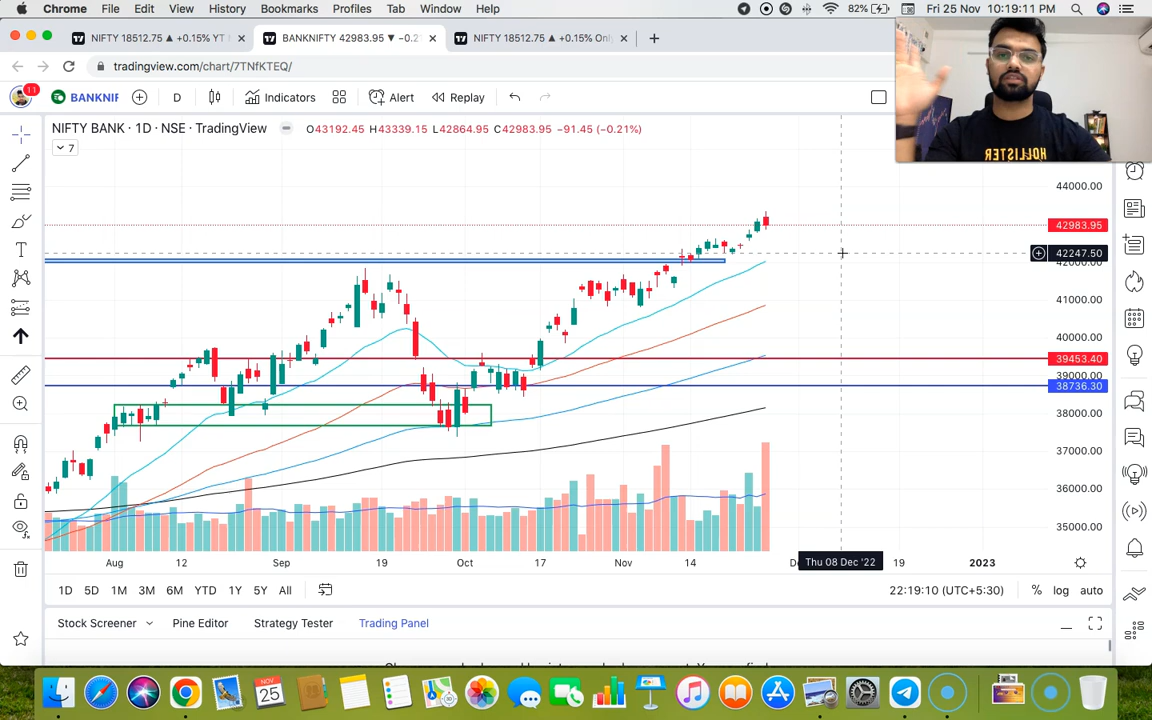 Chrome File Edit View History Bookmarks Profiles Tab Window Help 82% Fri 25 Nov 10:19:11 PM
NIFTY 18512.75 ▲ +0.15% YT
BANKNIFTY 42983.95 ▼ −0.2
NIFTY 18512.75 ▲ +0.15% Onl
tradingview.com/chart/7TNfKTEQ/
11 BANKNIF D Indicators Alert Replay
NIFTY BANK · 1D · NSE · TradingView O43192.45 H43339.15 L42864.95 C42983.95 −91.45 (−0.21%)
7
HOLLISTER
44000.00
42983.95
42247.50
42000.00
41000.00
40000.00
39453.40
39000.00
38736.30
38000.00
37000.00
36000.00
35000.00
Aug 12 Sep 19 Oct 17 Nov 14 Thu 08 Dec '22 19 2023
1D 5D 1M 3M 6M YTD 1Y 5Y All 22:19:10 (UTC+5:30) % log auto
Stock Screener Pine Editor Strategy Tester Trading Panel
NOV
25